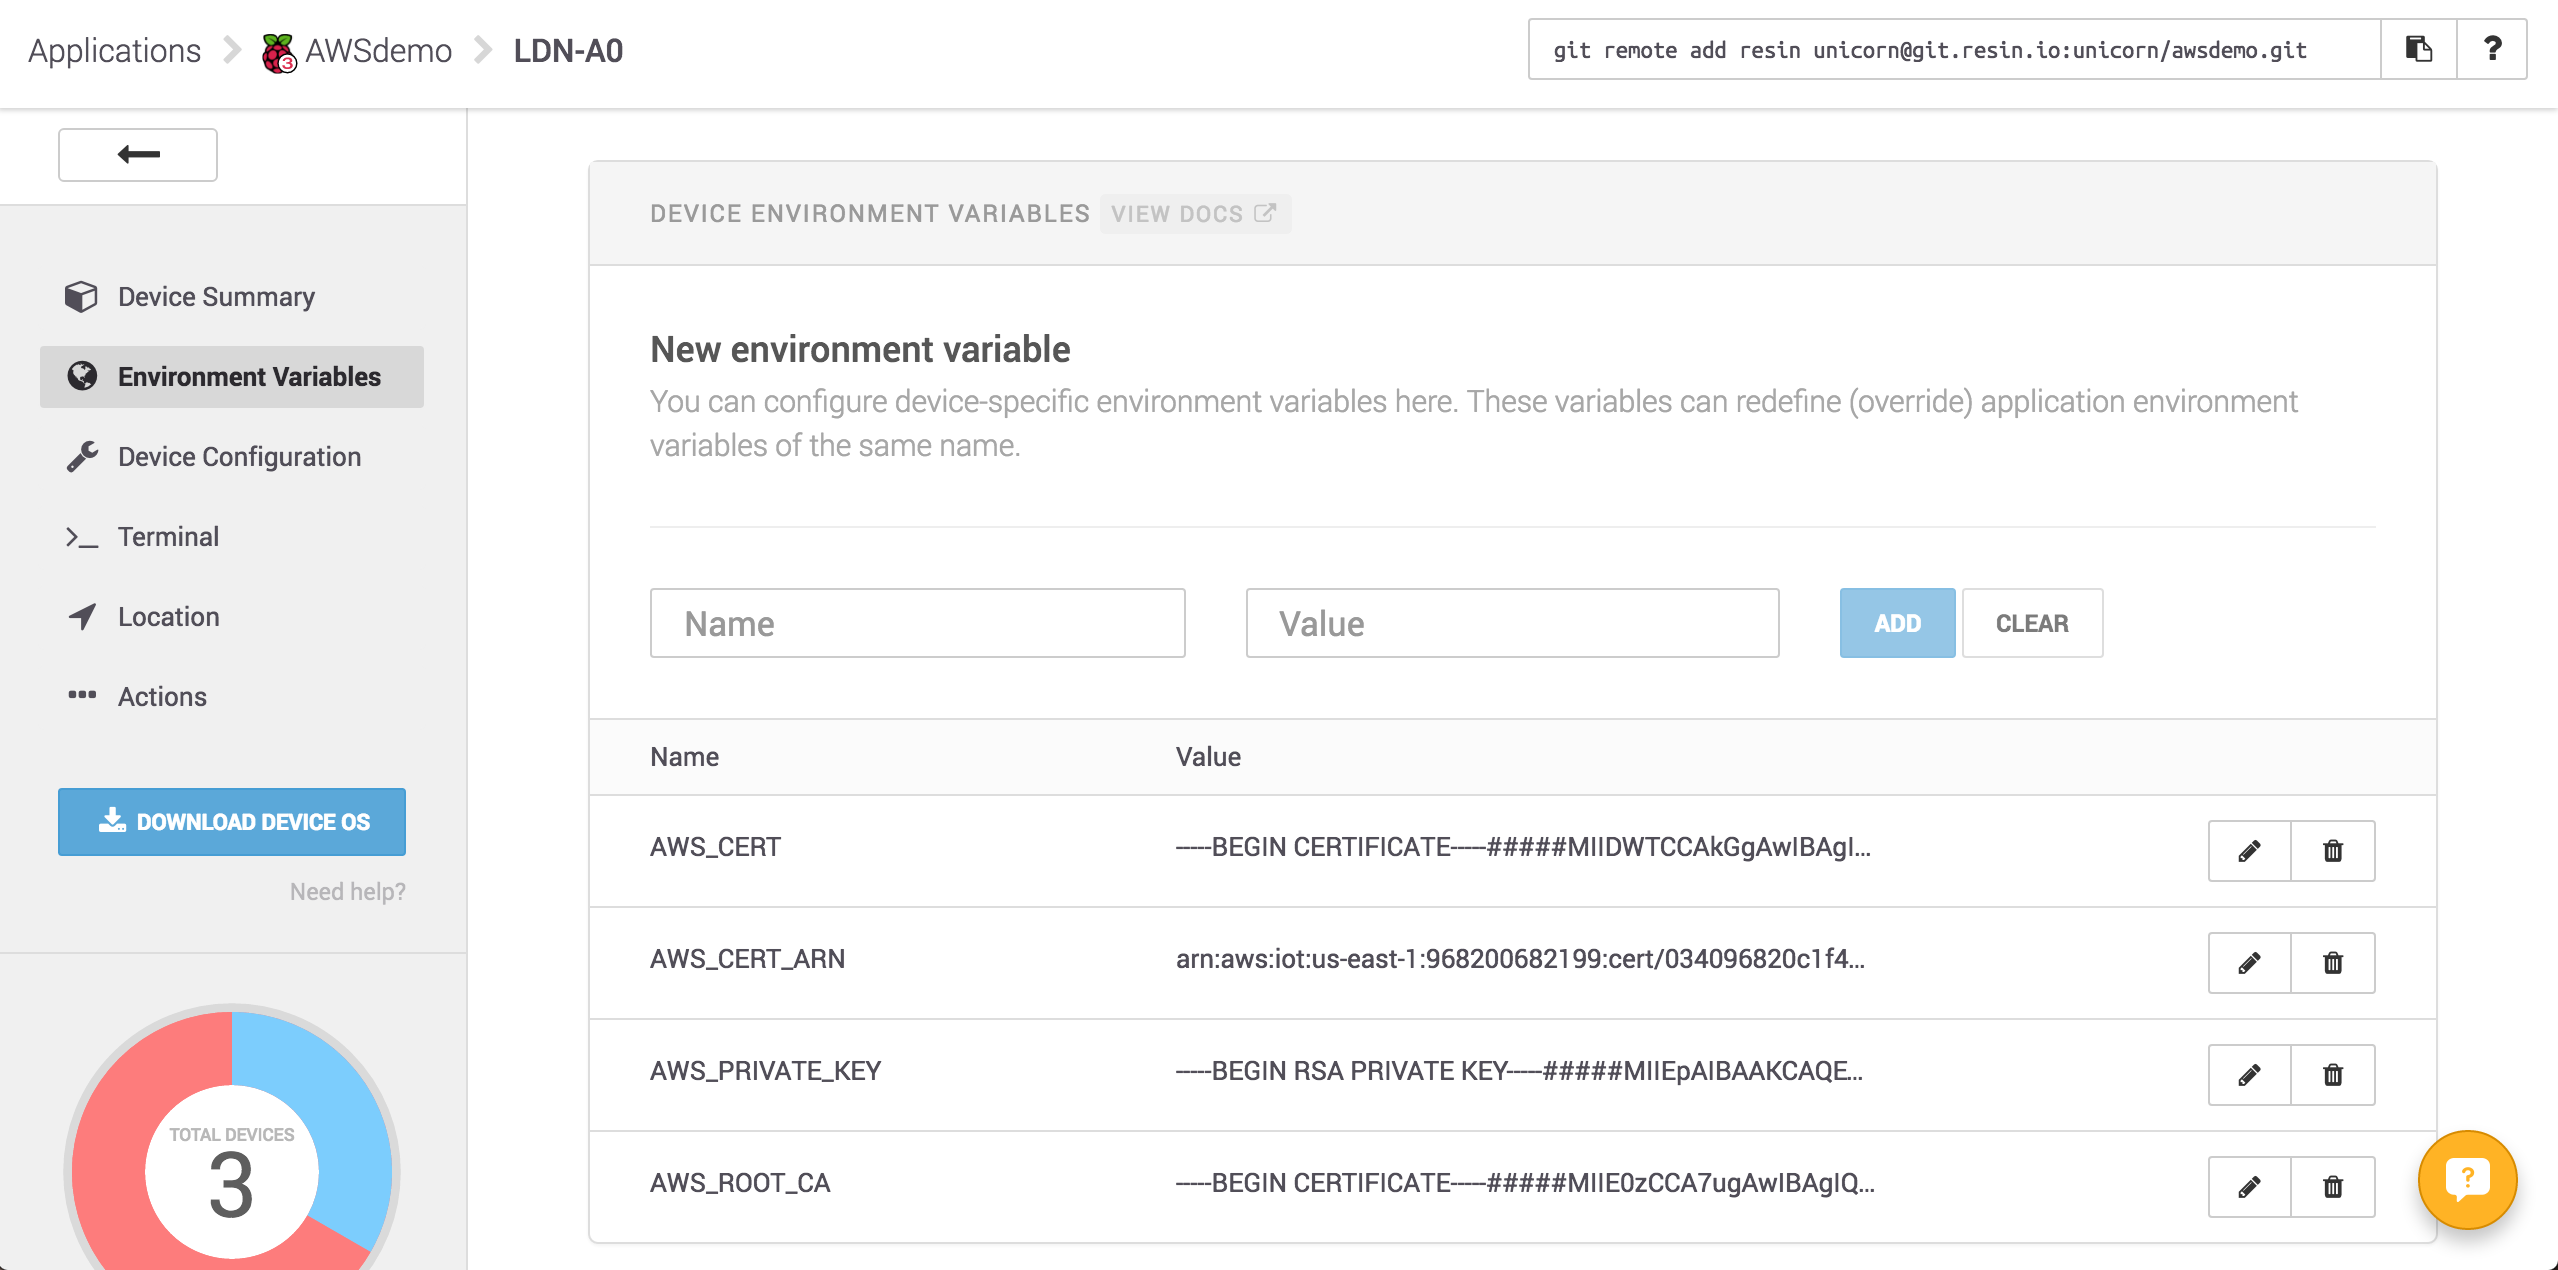 Applications AWSdemo LDN-A0
git remote add resin unicorn@git.resin.io:unicorn/awsdemo.git
?
3
Device Summary
Environment Variables
Device Configuration
Terminal
Location
Actions
DOWNLOAD DEVICE OS
Need help?
TOTAL DEVICES
3
DEVICE ENVIRONMENT VARIABLES VIEW DOCS
New environment variable
You can configure device-specific environment variables here. These variables can redefine (override) application environment
variables of the same name.
Name Value ADD CLEAR
Name Value
AWS_CERT -----BEGIN CERTIFICATE-----#####MIIDWTCCAkGgAwIBAgI...
AWS_CERT_ARN arn:aws:iot:us-east-1:968200682199:cert/034096820c1f4...
AWS_PRIVATE_KEY -----BEGIN RSA PRIVATE KEY-----#####MIIEpAIBAAKCAQE...
AWS_ROOT_CA -----BEGIN CERTIFICATE-----#####MIIE0zCCA7ugAwIBAgIQ...
?